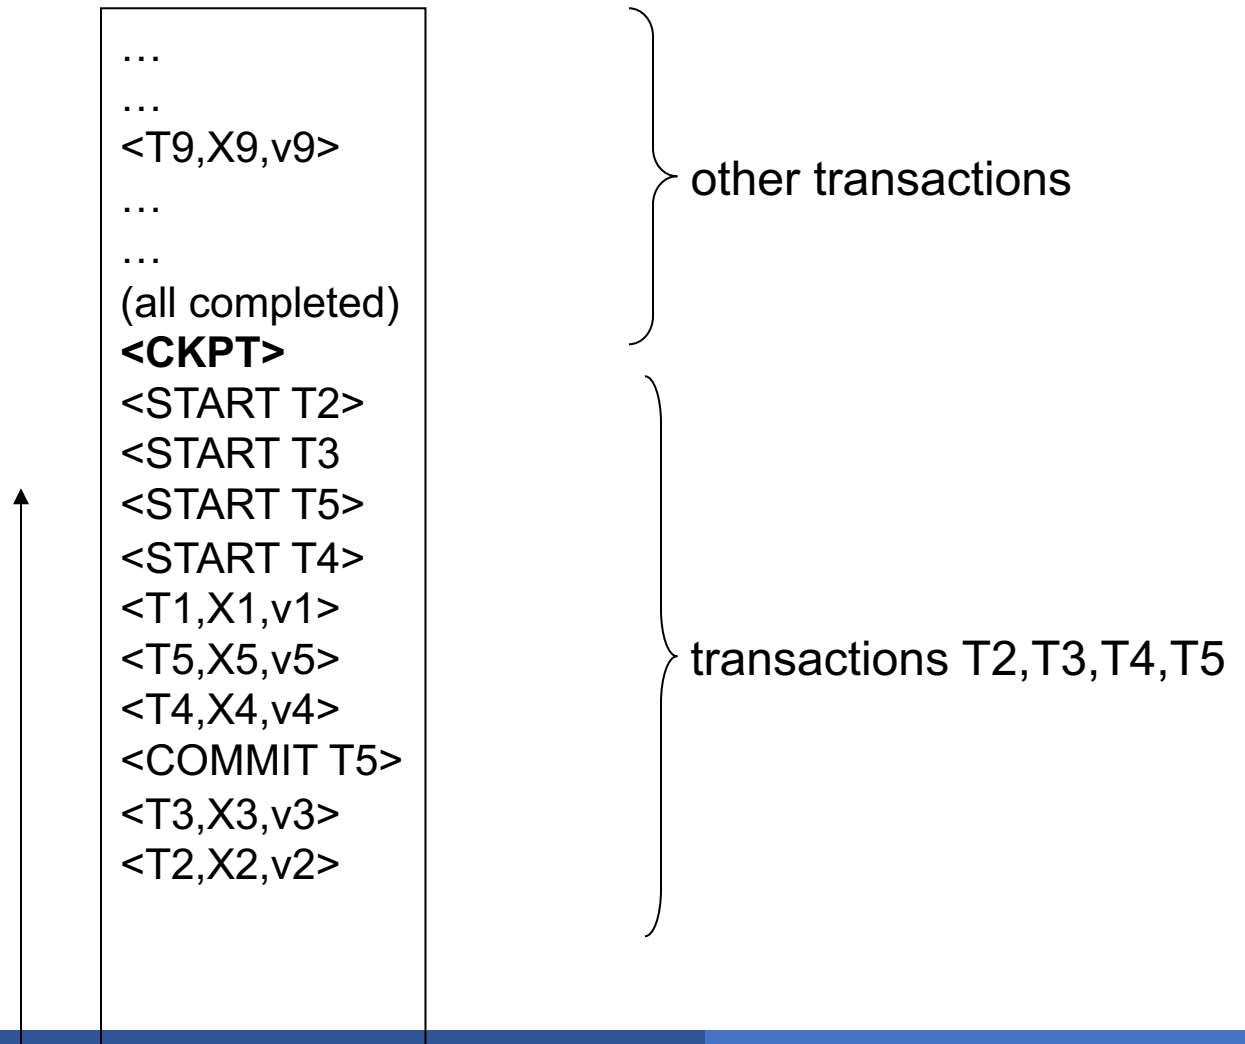 …
…
<T9,X9,v9>
…
…
(all completed)
<CKPT>
<START T2>
<START T3
<START T5>
<START T4>
<T1,X1,v1>
<T5,X5,v5>
<T4,X4,v4>
<COMMIT T5>
<T3,X3,v3>
<T2,X2,v2>
other transactions
transactions T2,T3,T4,T5